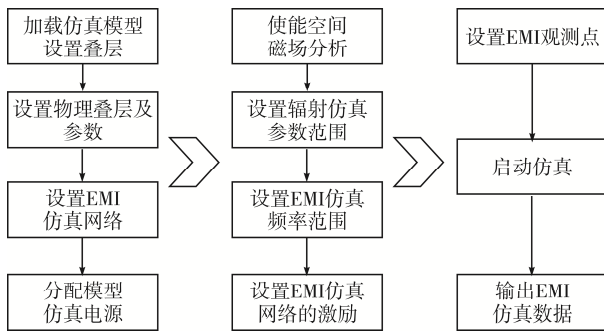 加载仿真模型
设置叠层
设置物理叠层及
参数
设置EMI
仿真网络
分配模型
仿真电源
使能空间
磁场分析
设置辐射仿真
参数范围
设置EMI仿真
频率范围
设置EMI仿真
网络的激励
设置EMI观测点
启动仿真
输出EMI
仿真数据